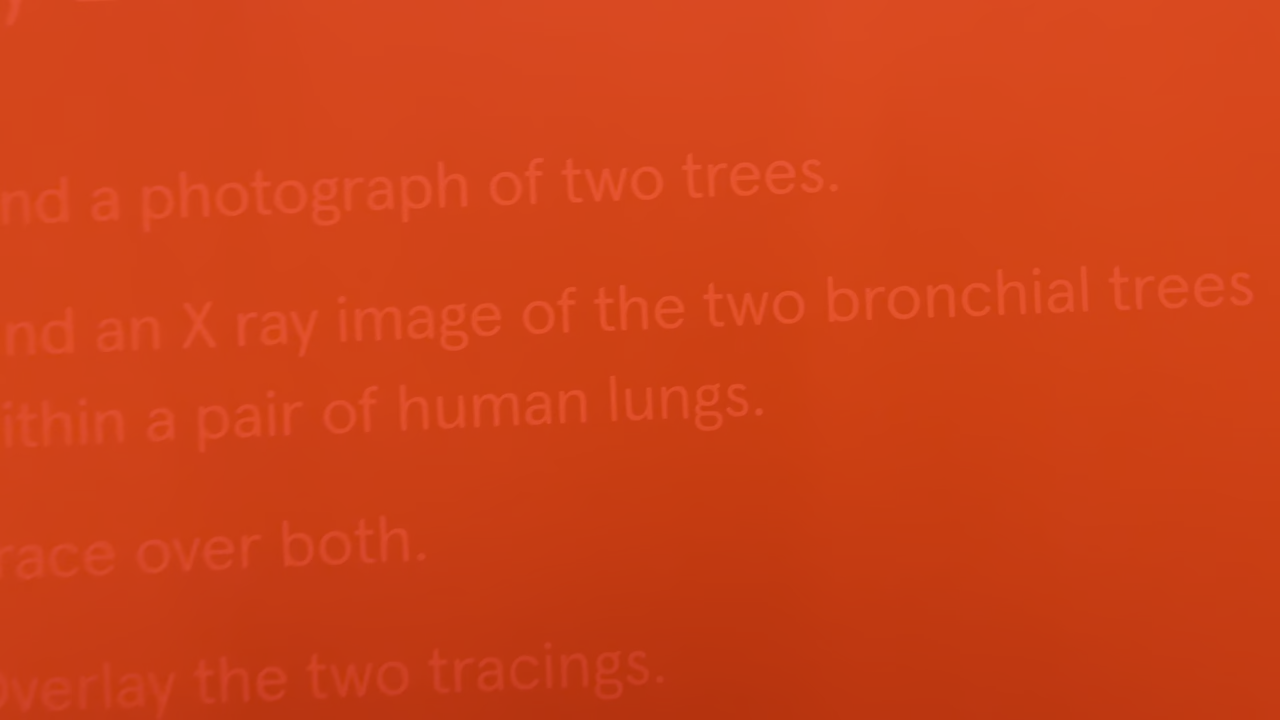 nd a photograph of two trees.
nd an X ray image of the two bronchial trees
ithin a pair of human lungs.
race over both.
Overlay the two tracings.